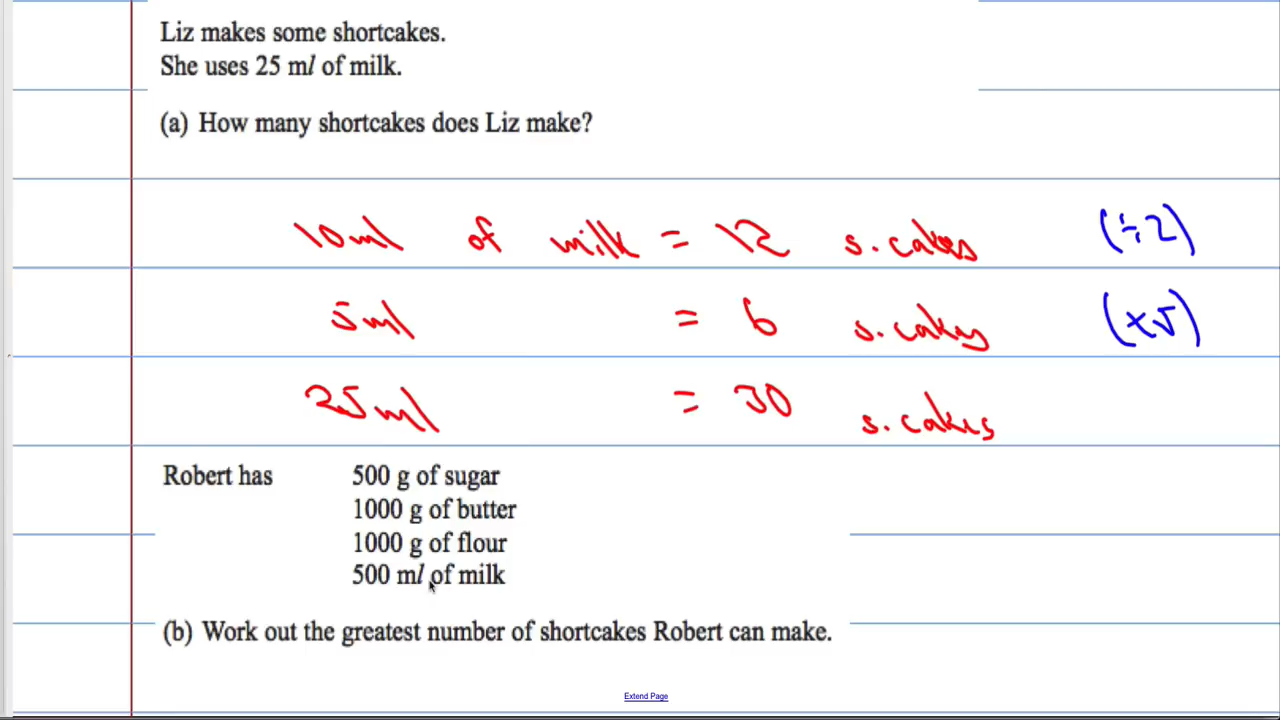 Liz makes some shortcakes.
She uses 25 ml of milk.
(a) How many shortcakes does Liz make?
10ml of milk = 12 s.cakes (÷2)
5ml = 6 s.cakes (×5)
25ml = 30 s.cakes
Robert has 500 g of sugar
1000 g of butter
1000 g of flour
500 ml of milk
(b) Work out the greatest number of shortcakes Robert can make.
Extend Page